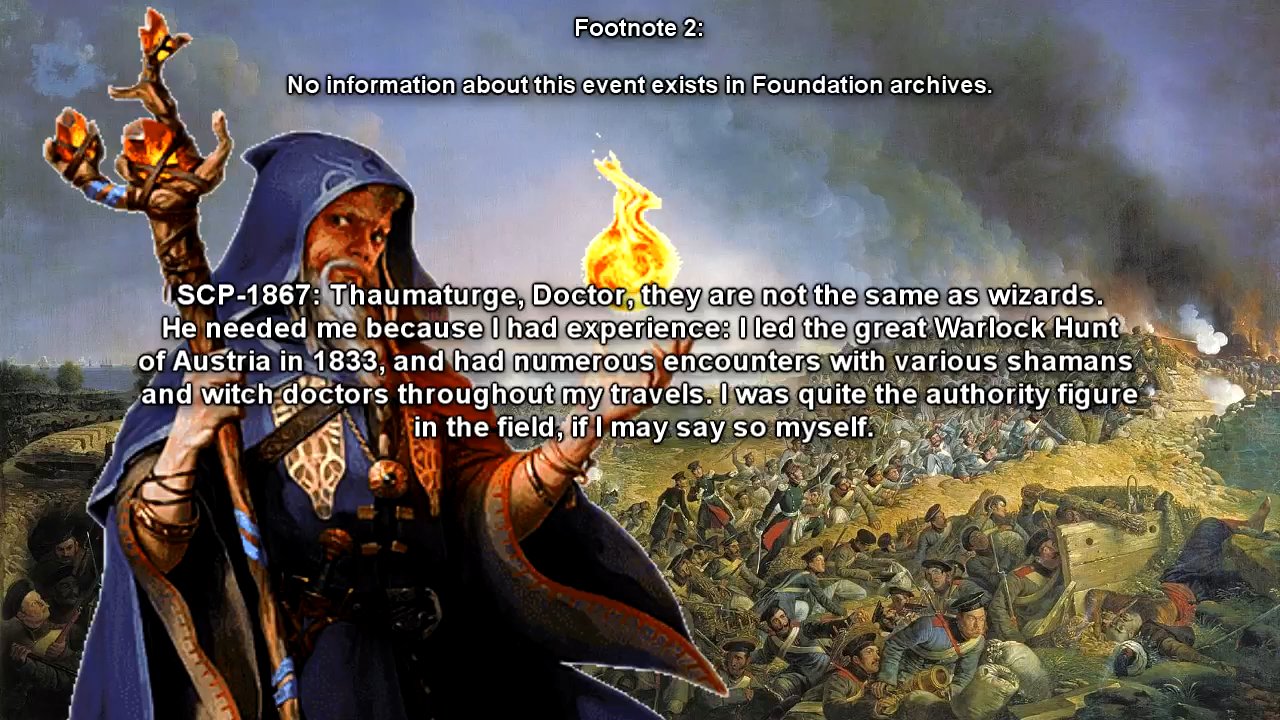 Footnote 2:
No information about this event exists in Foundation archives.
SCP-1867: Thaumaturge, Doctor, they are not the same as wizards.
He needed me because I had experience: I led the great Warlock Hunt
of Austria in 1833, and had numerous encounters with various shamans
and witch doctors throughout my travels. I was quite the authority figure
in the field, if I may say so myself.